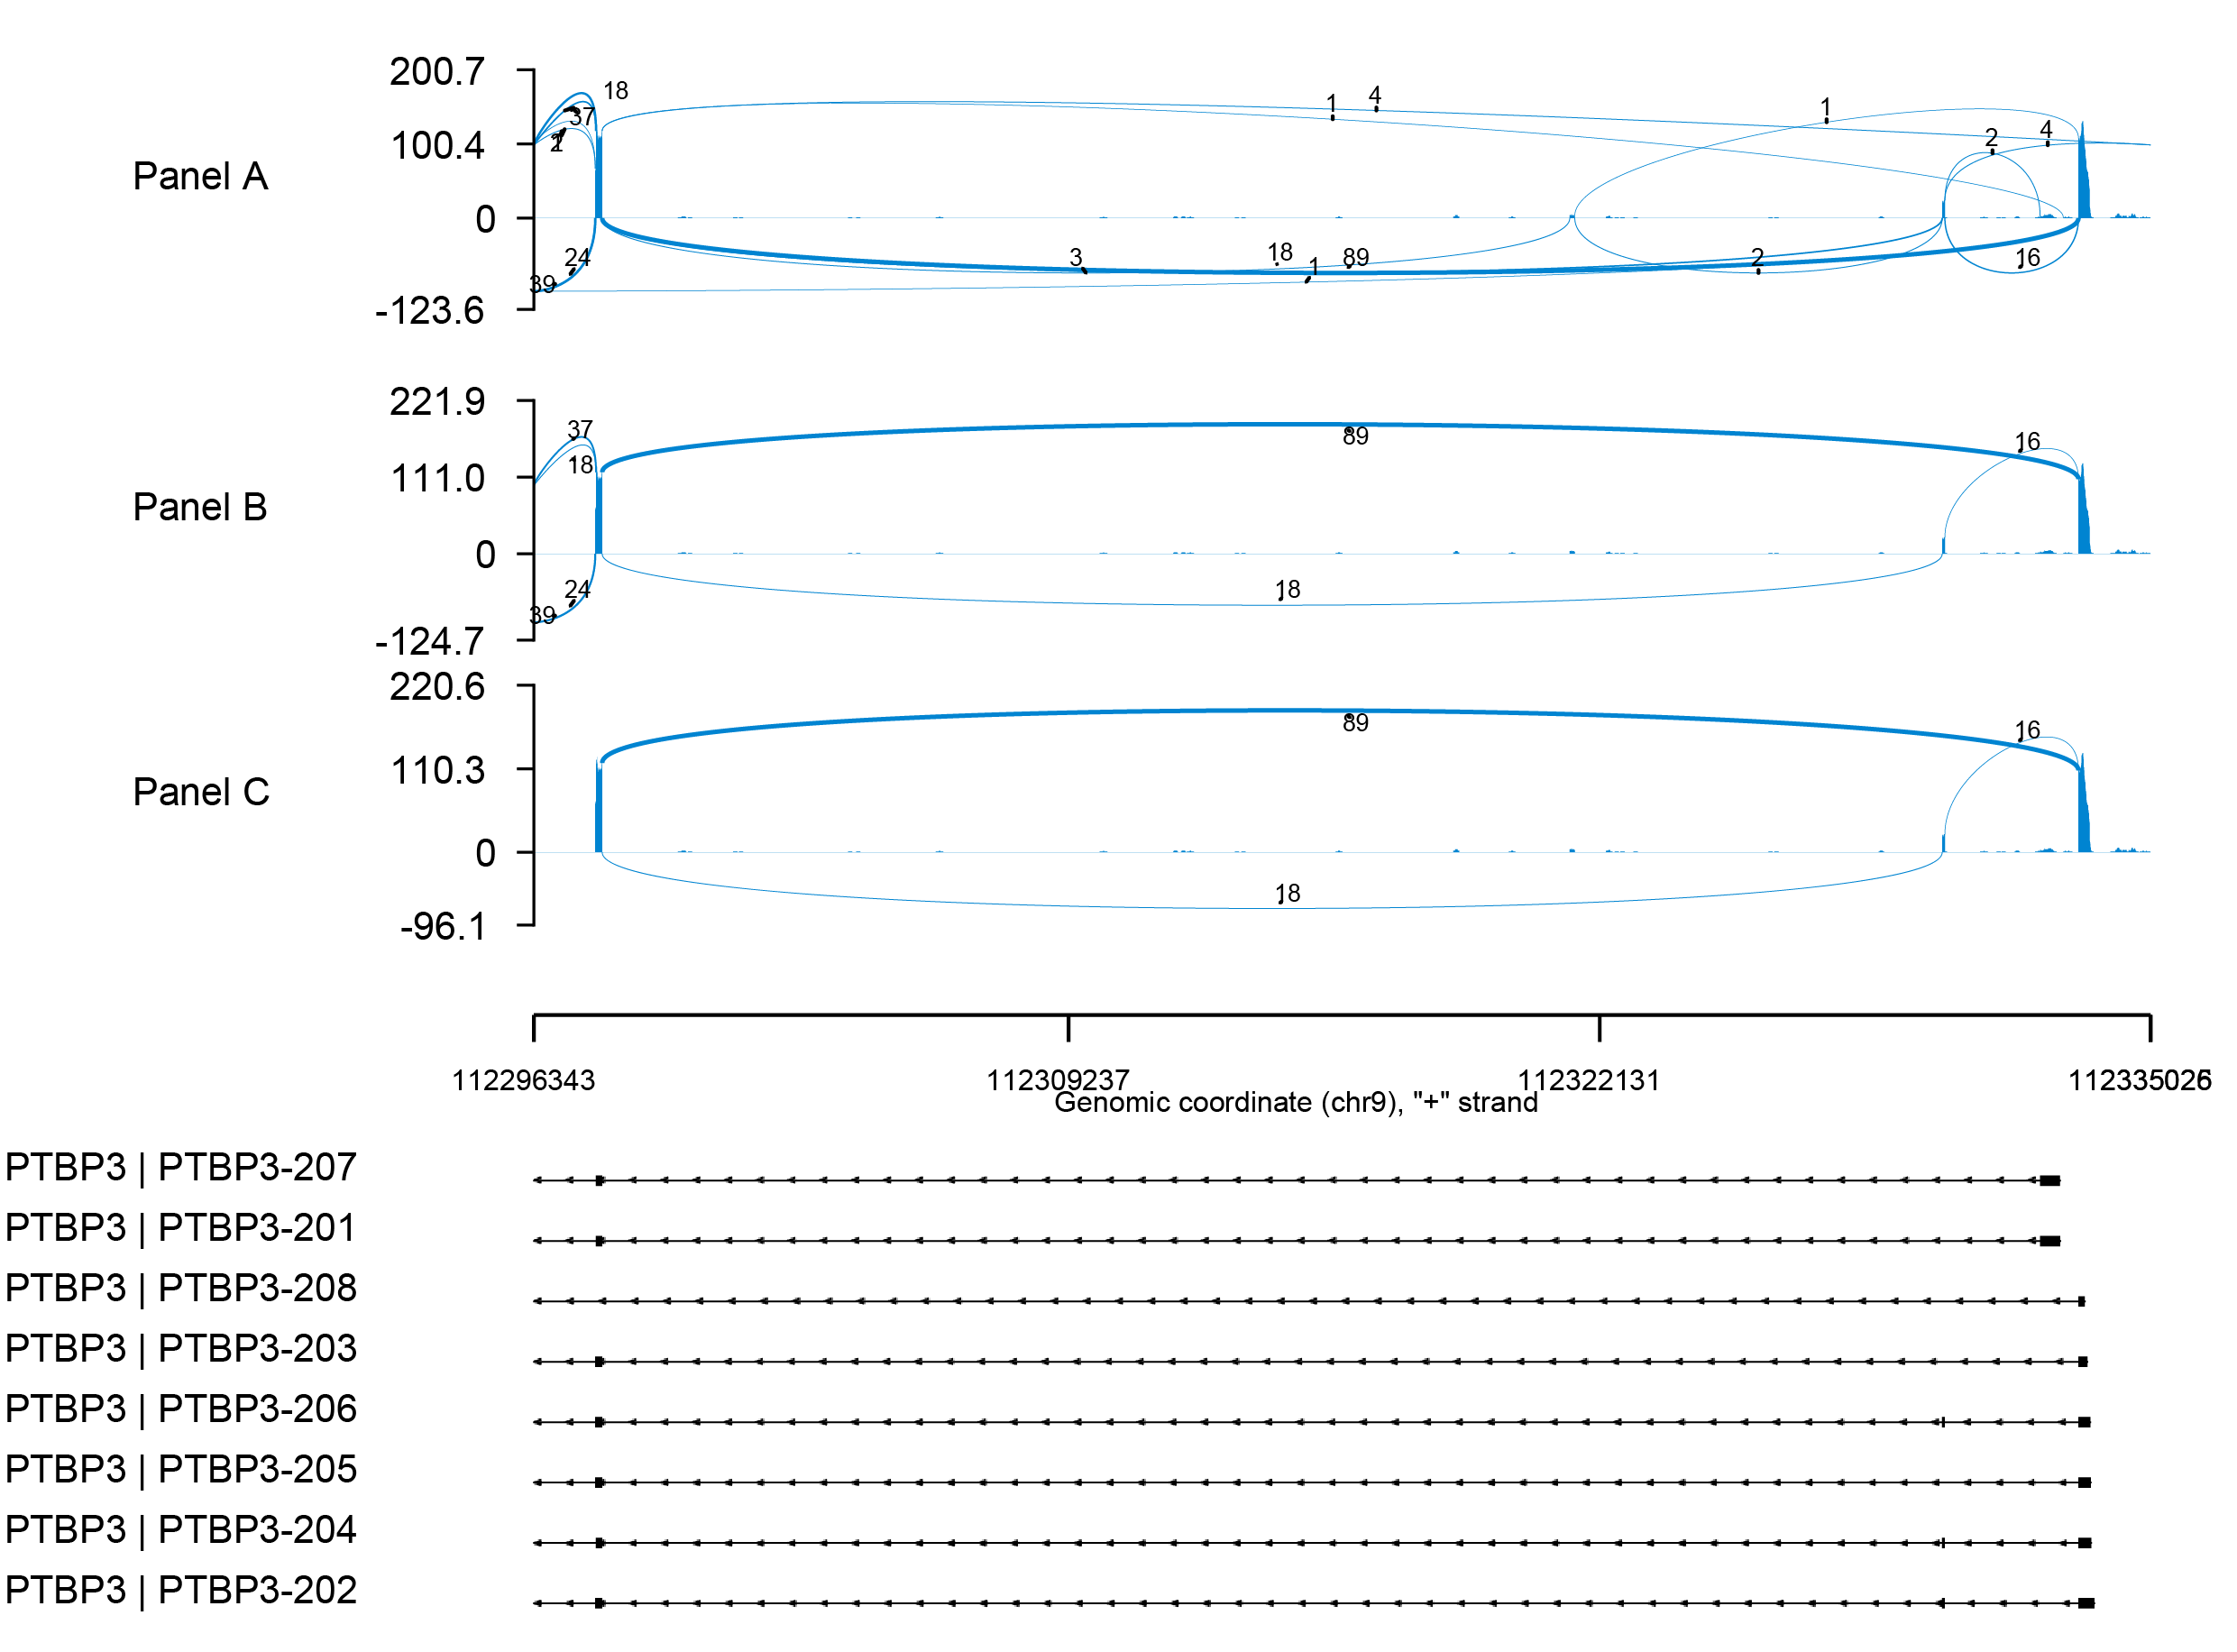 200.7
18
1
4
1
37
2
4
100.4
2
Panel A
0
3
18
1
89
2
16
24
39
-123.6
221.9
37
89
16
18
111.0
Panel B
0
24
18
39
-124.7
220.6
89
16
110.3
Panel C
0
18
-96.1
112296343 112309237 112322131
Genomic coordinate (chr9), "+" strand
PTBP3 | PTBP3-207
PTBP3 | PTBP3-201
PTBP3 | PTBP3-208
PTBP3 | PTBP3-203
PTBP3 | PTBP3-206
PTBP3 | PTBP3-205
PTBP3 | PTBP3-204
PTBP3 | PTBP3-202